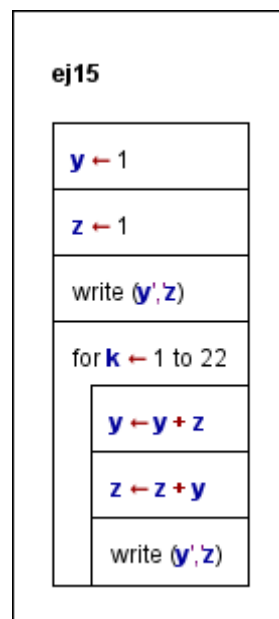 ej15
y ← 1
z ← 1
write (y','z)
for k ← 1 to 22
y ← y + z
z ← z + y
write (y','z)